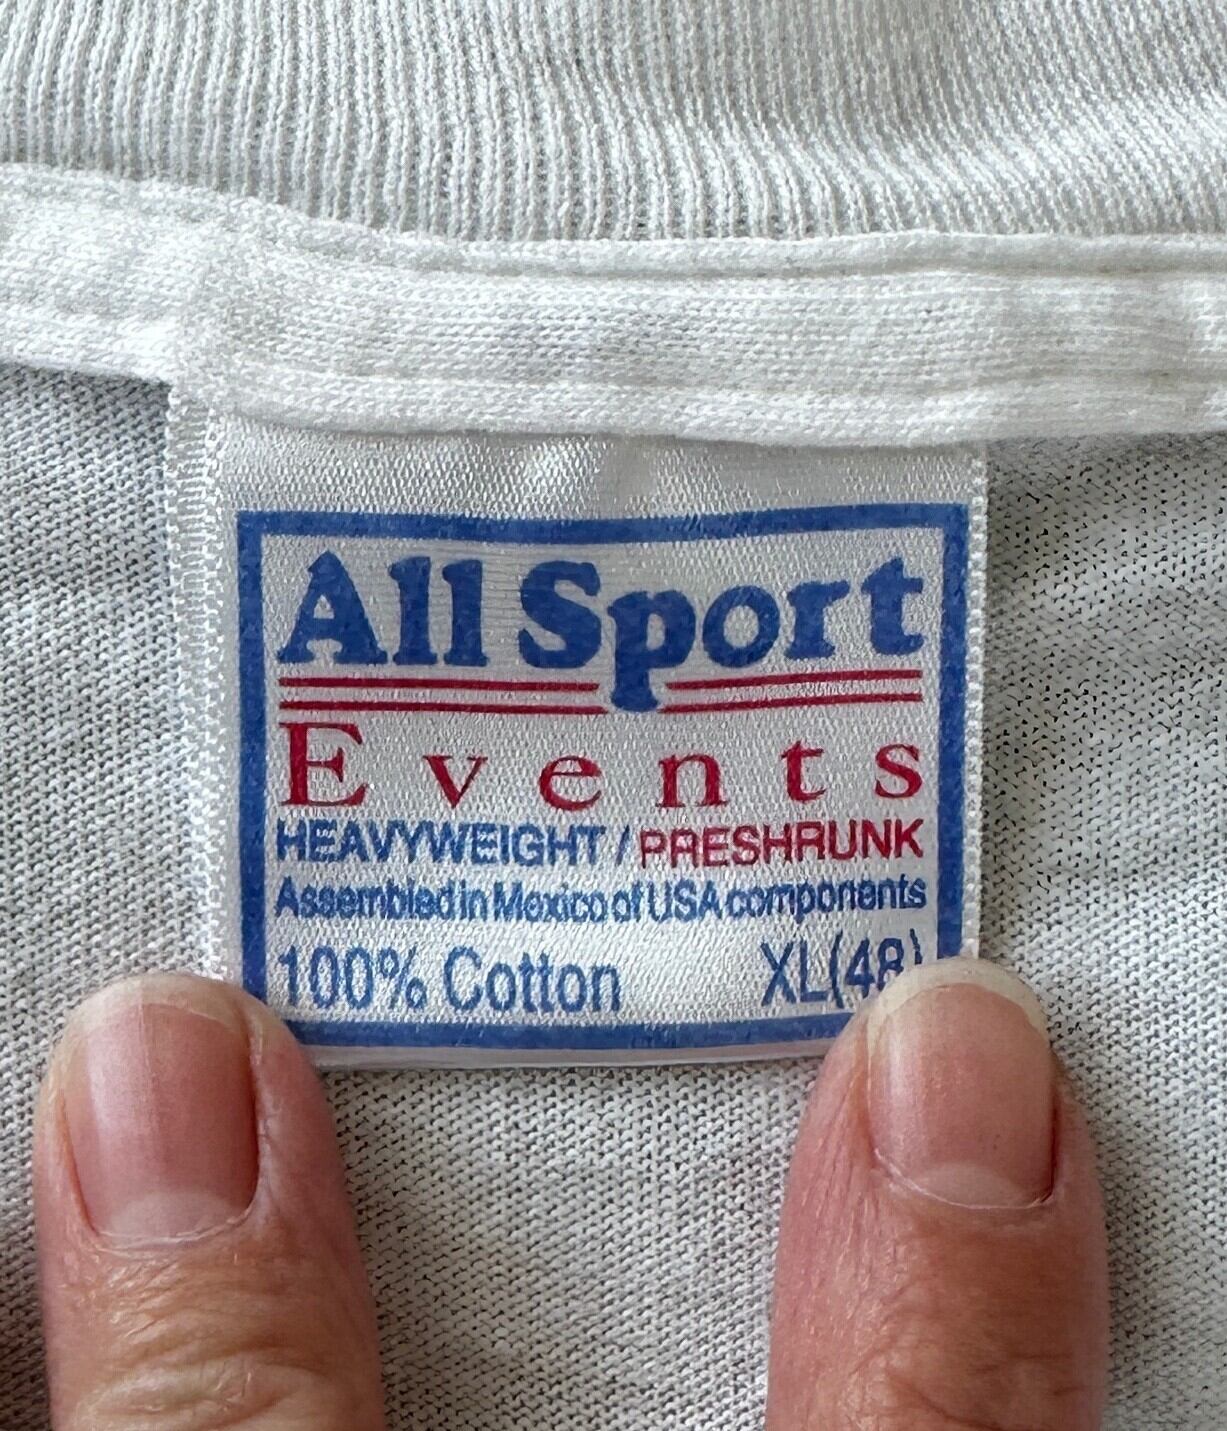 All Sport
Events
HEAVYWEIGHT / PRESHRUNK
Assembled in Mexico of USA components
100% Cotton XL(48)